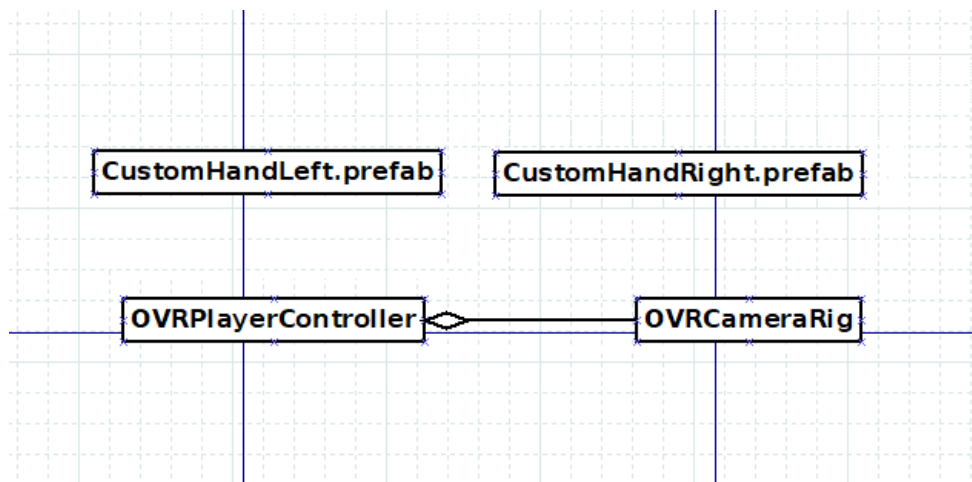 CustomHandLeft.prefab
CustomHandRight.prefab
OVRPlayerController
OVRCameraRig